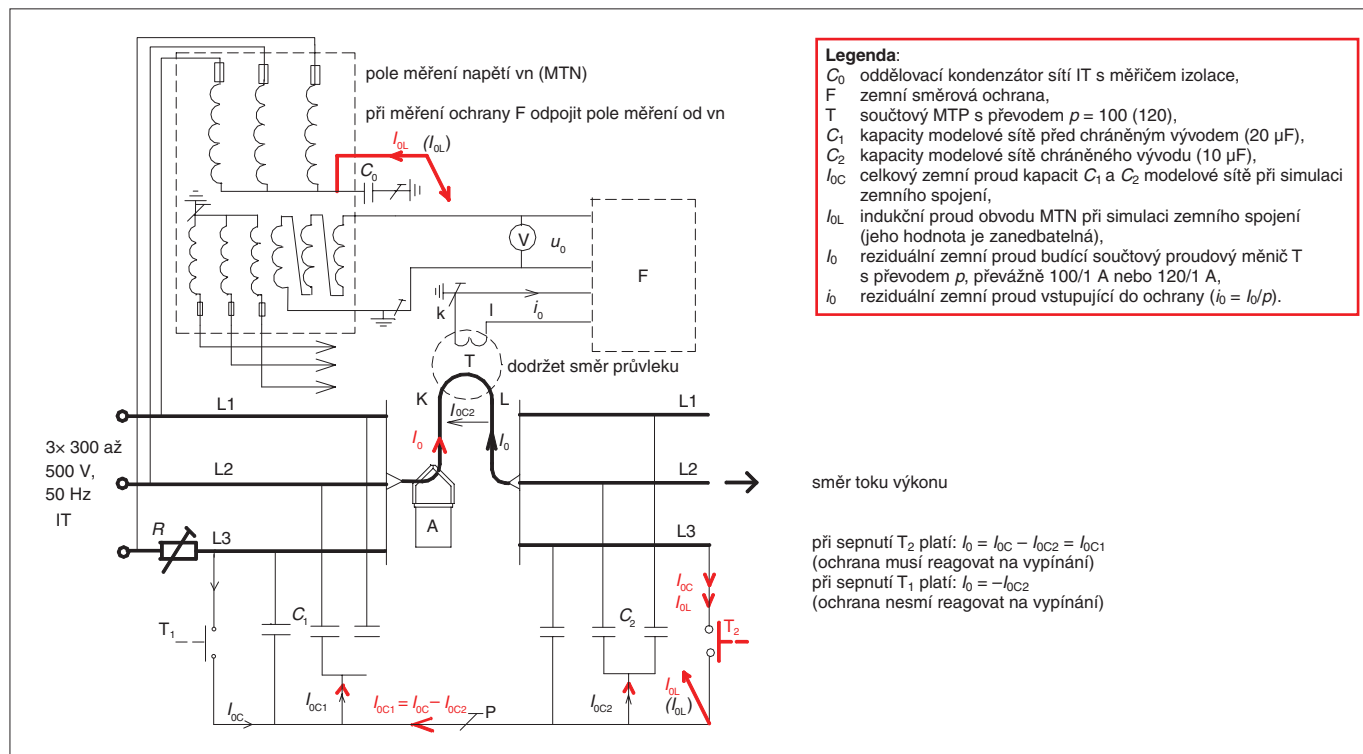 pole měření napětí vn (MTN)
při měření ochrany F odpojit pole měření od vn
I0L (I0L)
C0
V u0
F
k l i0
T
dodržet směr průvleku
K L
I0C2
I0 I0
A
3× 300 až
500 V,
50 Hz
IT
L1
L2
R L3
L1
L2
L3
směr toku výkonu
při sepnutí T2 platí: I0 = I0C – I0C2 = I0C1
(ochrana musí reagovat na vypínání)
při sepnutí T1 platí: I0 = –I0C2
(ochrana nesmí reagovat na vypínání)
T1
C1
C2
I0C
I0L
T2
I0C
I0C1
I0C1 = I0C – I0C2
P
I0C2
I0L
(I0L)
Legenda:
C0 oddělovací kondenzátor sítí IT s měřičem izolace,
F zemní směrová ochrana,
T součtový MTP s převodem p = 100 (120),
C1 kapacity modelové sítě před chráněným vývodem (20 µF),
C2 kapacity modelové sítě chráněného vývodu (10 µF),
I0C celkový zemní proud kapacit C1 a C2 modelové sítě při simulaci
zemního spojení,
I0L indukční proud obvodu MTN při simulaci zemního spojení
(jeho hodnota je zanedbatelná),
I0 reziduální zemní proud budící součtový proudový měnič T
s převodem p, převážně 100/1 A nebo 120/1 A,
i0 reziduální zemní proud vstupující do ochrany (i0 = I0/p).